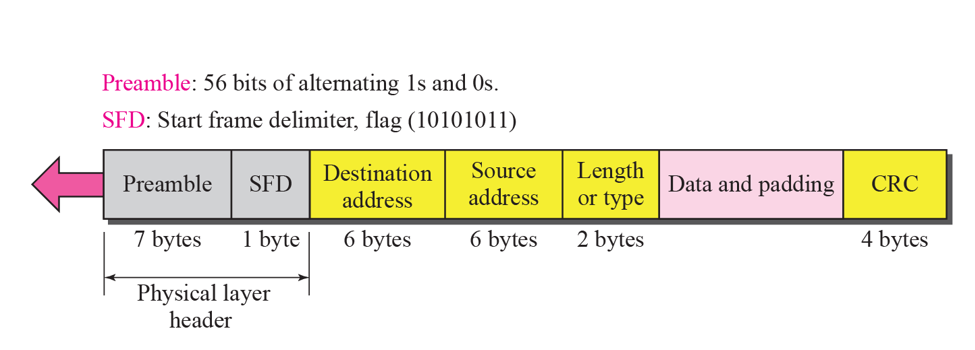 Preamble: 56 bits of alternating 1s and 0s.
SFD: Start frame delimiter, flag (10101011)
Preamble
SFD
Destination
address
Source
address
Length
or type
Data and padding
CRC
7 bytes
1 byte
6 bytes
6 bytes
2 bytes
4 bytes
Physical layer
header